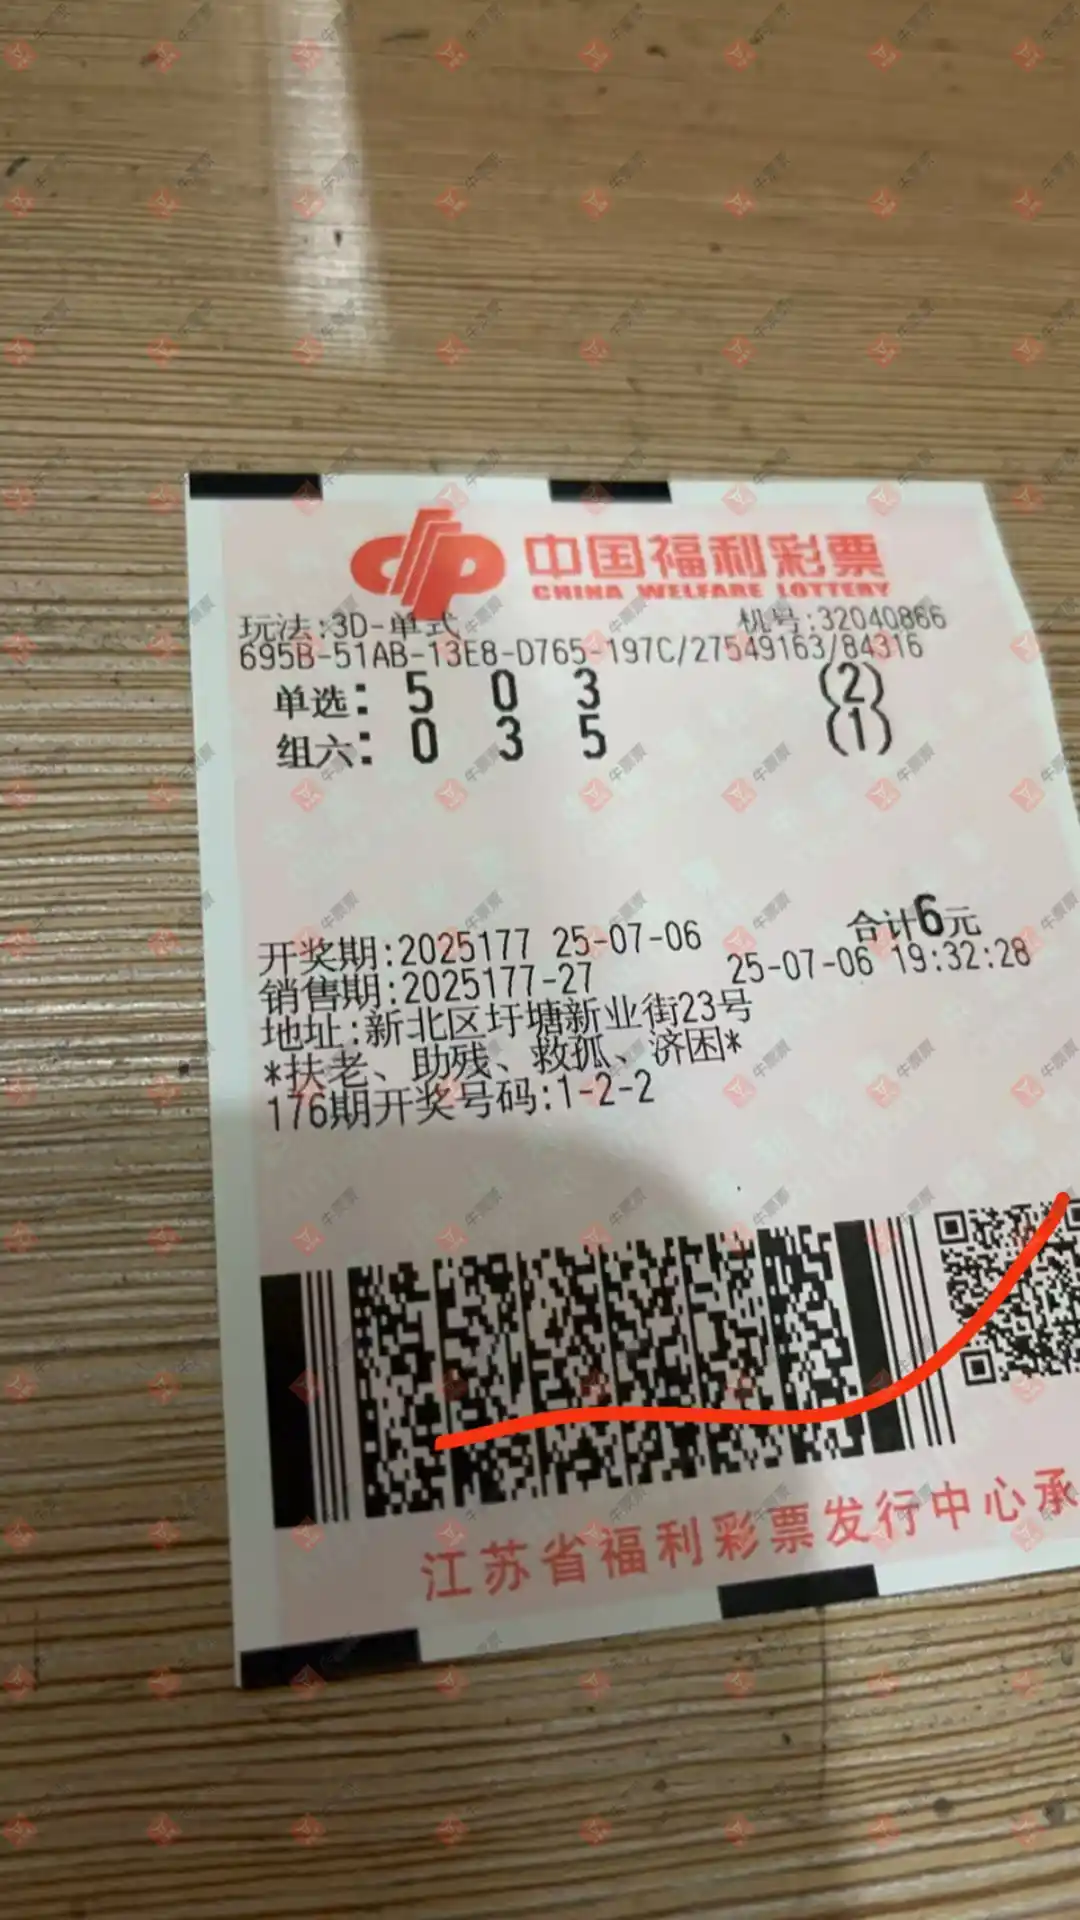 中国福利彩票
CHINA WELFARE LOTTERY
玩法:3D-单式 机号:32040866
695B-51AB-13E8-D765-197C/27549163/84316
单选: 5 0 3 (2)
组六: 0 3 5 (1)
合计6元
开奖期:2025177 25-07-06
销售期:2025177-27 25-07-06 19:32:28
地址:新北区圩塘新业街23号
*扶老、助残、救孤、济困*
176期开奖号码:1-2-2
江苏省福利彩票发行中心承